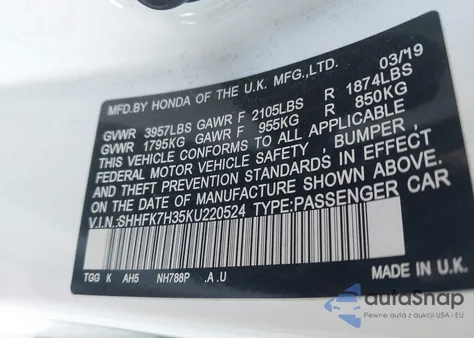 MFD.BY HONDA OF THE U.K. MFG.,LTD. 03/19
GVWR 3957LBS GAWR F 2105LBS R 1874LBS
GVWR 1795KG GAWR F 955KG R 850KG
THIS VEHICLE CONFORMS TO ALL APPLICABLE
FEDERAL MOTOR VEHICLE SAFETY , BUMPER ,
AND THEFT PREVENTION STANDARDS IN EFFECT
ON THE DATE OF MANUFACTURE SHOWN ABOVE.
V.I.N.:SHHFK7H35KU220524 TYPE:PASSENGER CAR
TGG K AH5 NH788P .A .U
MADE IN U.K.
autoSnap
Pewne auta z aukcji USA i EU